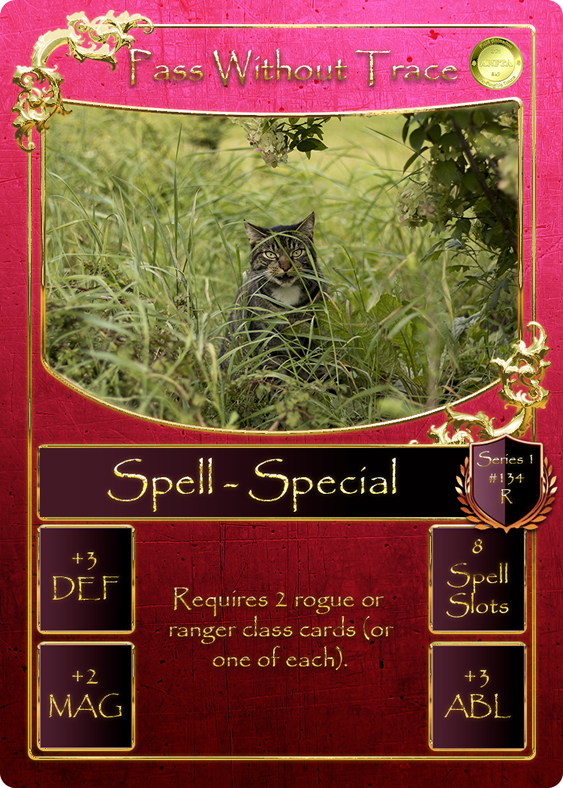 Pass Without Trace
Spell - Special
Series 1
#134
R
+3
DEF
8
Spell
Slots
Requires 2 rogue or
ranger class cards (or
one of each).
+2
MAG
+3
ABL